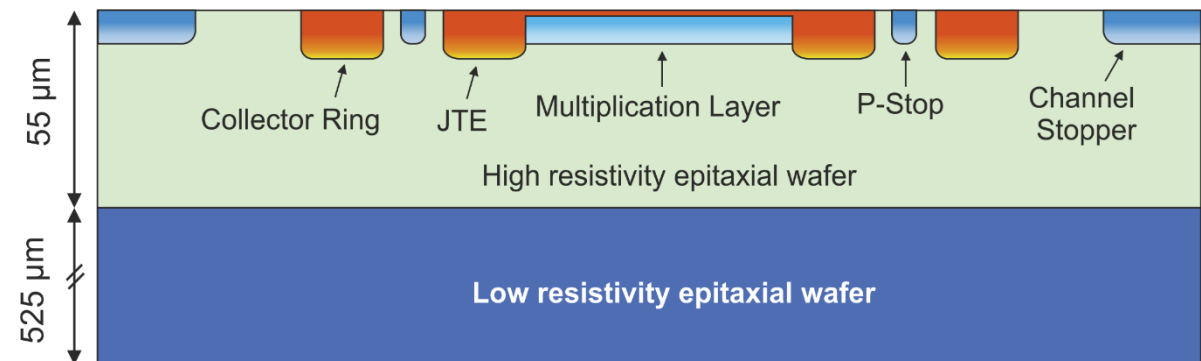 55 µm
Collector Ring
JTE
Multiplication Layer
P-Stop
Channel
Stopper
High resistivity epitaxial wafer
525 µm
Low resistivity epitaxial wafer